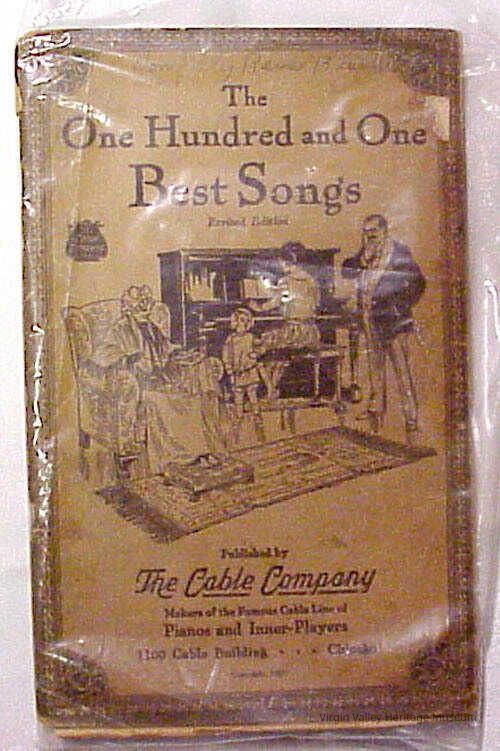 The
One Hundred and One
Best Songs
Revised Edition
Published by
The Cable Company
Makers of the Famous Cable Line of
Pianos and Inner-Players
1100 Cable Building . . . Chicago
Virgin Valley Heritage Museum